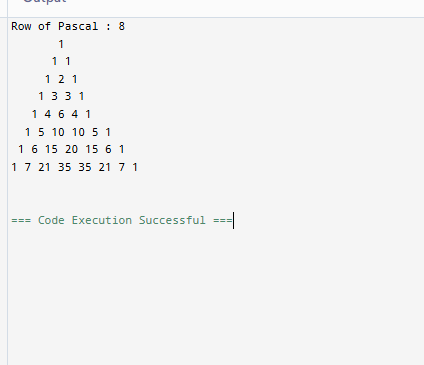 Output
Row of Pascal : 8
1
1 1
1 2 1
1 3 3 1
1 4 6 4 1
1 5 10 10 5 1
1 6 15 20 15 6 1
1 7 21 35 35 21 7 1
=== Code Execution Successful ===